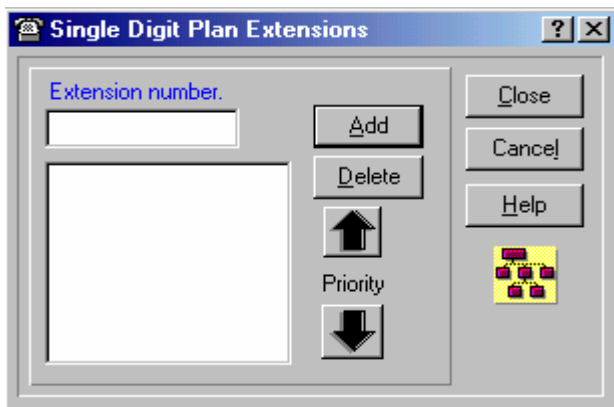 Single Digit Plan Extensions
Extension number.
Add
Delete
Priority
Close
Cancel
Help